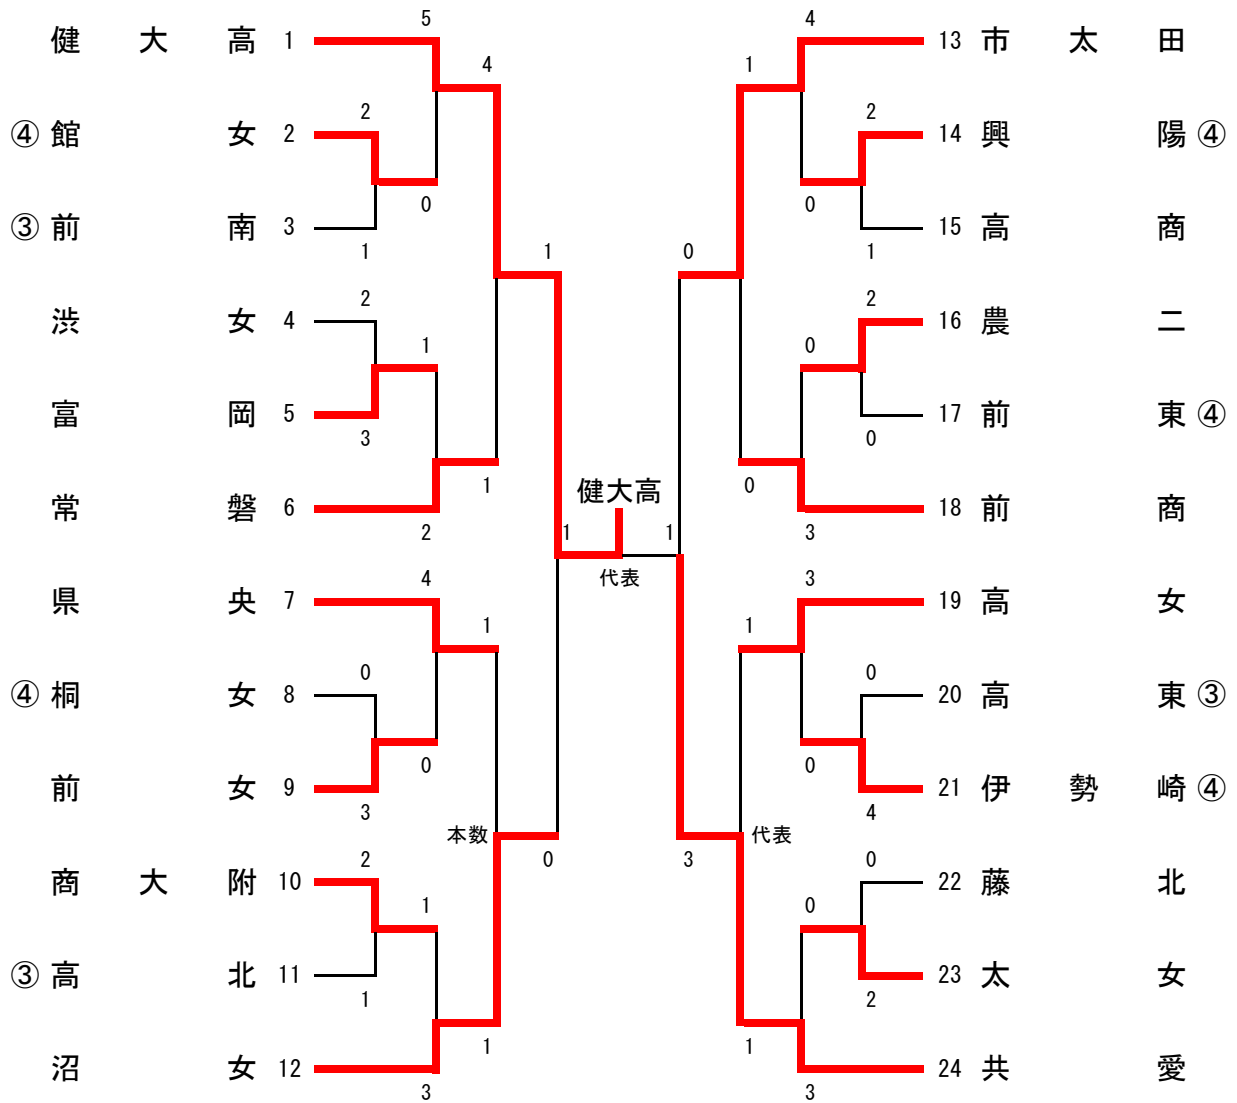 5 4
健大高 1 13 市太田
4 1
2 2
④ 館女 2 14 興陽 ④
0 0
③ 前南 3 15 高商
1 1 0 1
2 2
渋女 4 16 農二
1 0
富岡 5 17 前東 ④
3 0
1 0
健大高
常磐 6 18 前商
2 1 1 3
代表
4 3
県央 7 19 高女
1 1
0 0
④ 桐女 8 20 高東 ③
0 0
前女 9 21 伊勢崎 ④
3 4
本数 代表
2 0 3 0
商大附 10 22 藤北
1 0
③ 高北 11 23 太女
1 2
1 1
沼女 12 24 共愛
3 3